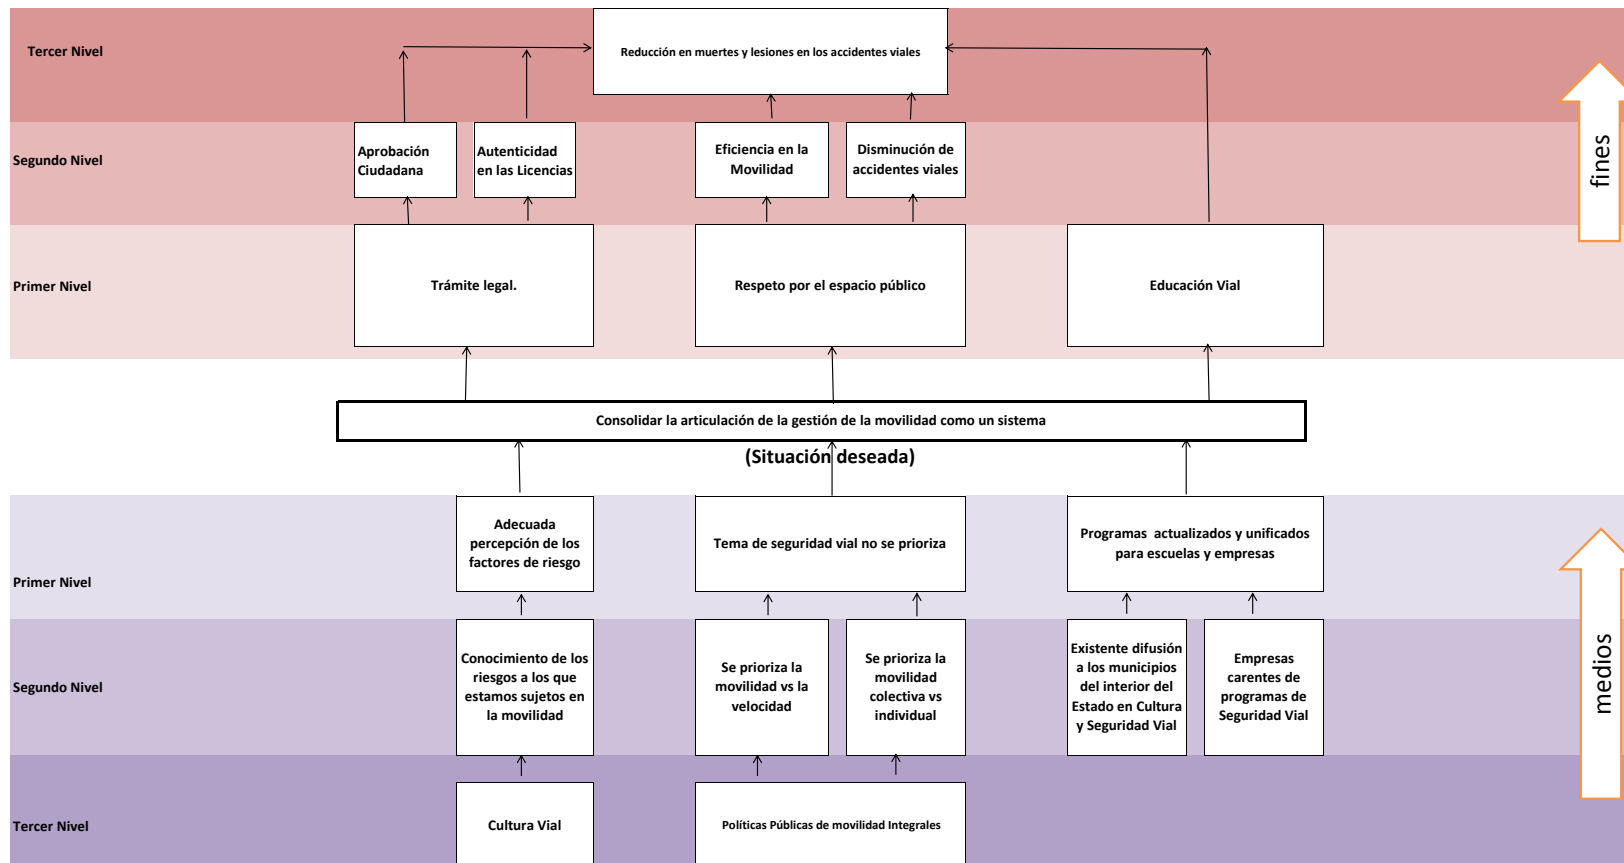 Tercer Nivel
Reducción en muertes y lesiones en los accidentes viales
fines
Segundo Nivel
Aprobación
Ciudadana
Autenticidad
en las Licencias
Eficiencia en la
Movilidad
Disminución de
accidentes viales
Primer Nivel
Trámite legal.
Respeto por el espacio público
Educación Vial
Consolidar la articulación de la gestión de la movilidad como un sistema
(Situación deseada)
Primer Nivel
Adecuada
percepción de los
factores de riesgo
Tema de seguridad vial no se prioriza
Programas actualizados y unificados
para escuelas y empresas
medios
Segundo Nivel
Conocimiento de los
riesgos a los que
estamos sujetos en
la movilidad
Se prioriza la
movilidad vs la
velocidad
Se prioriza la
movilidad
colectiva vs
individual
Existente difusión
a los municipios
del interior del
Estado en Cultura
y Seguridad Vial
Empresas
carentes de
programas de
Seguridad Vial
Tercer Nivel
Cultura Vial
Políticas Públicas de movilidad Integrales